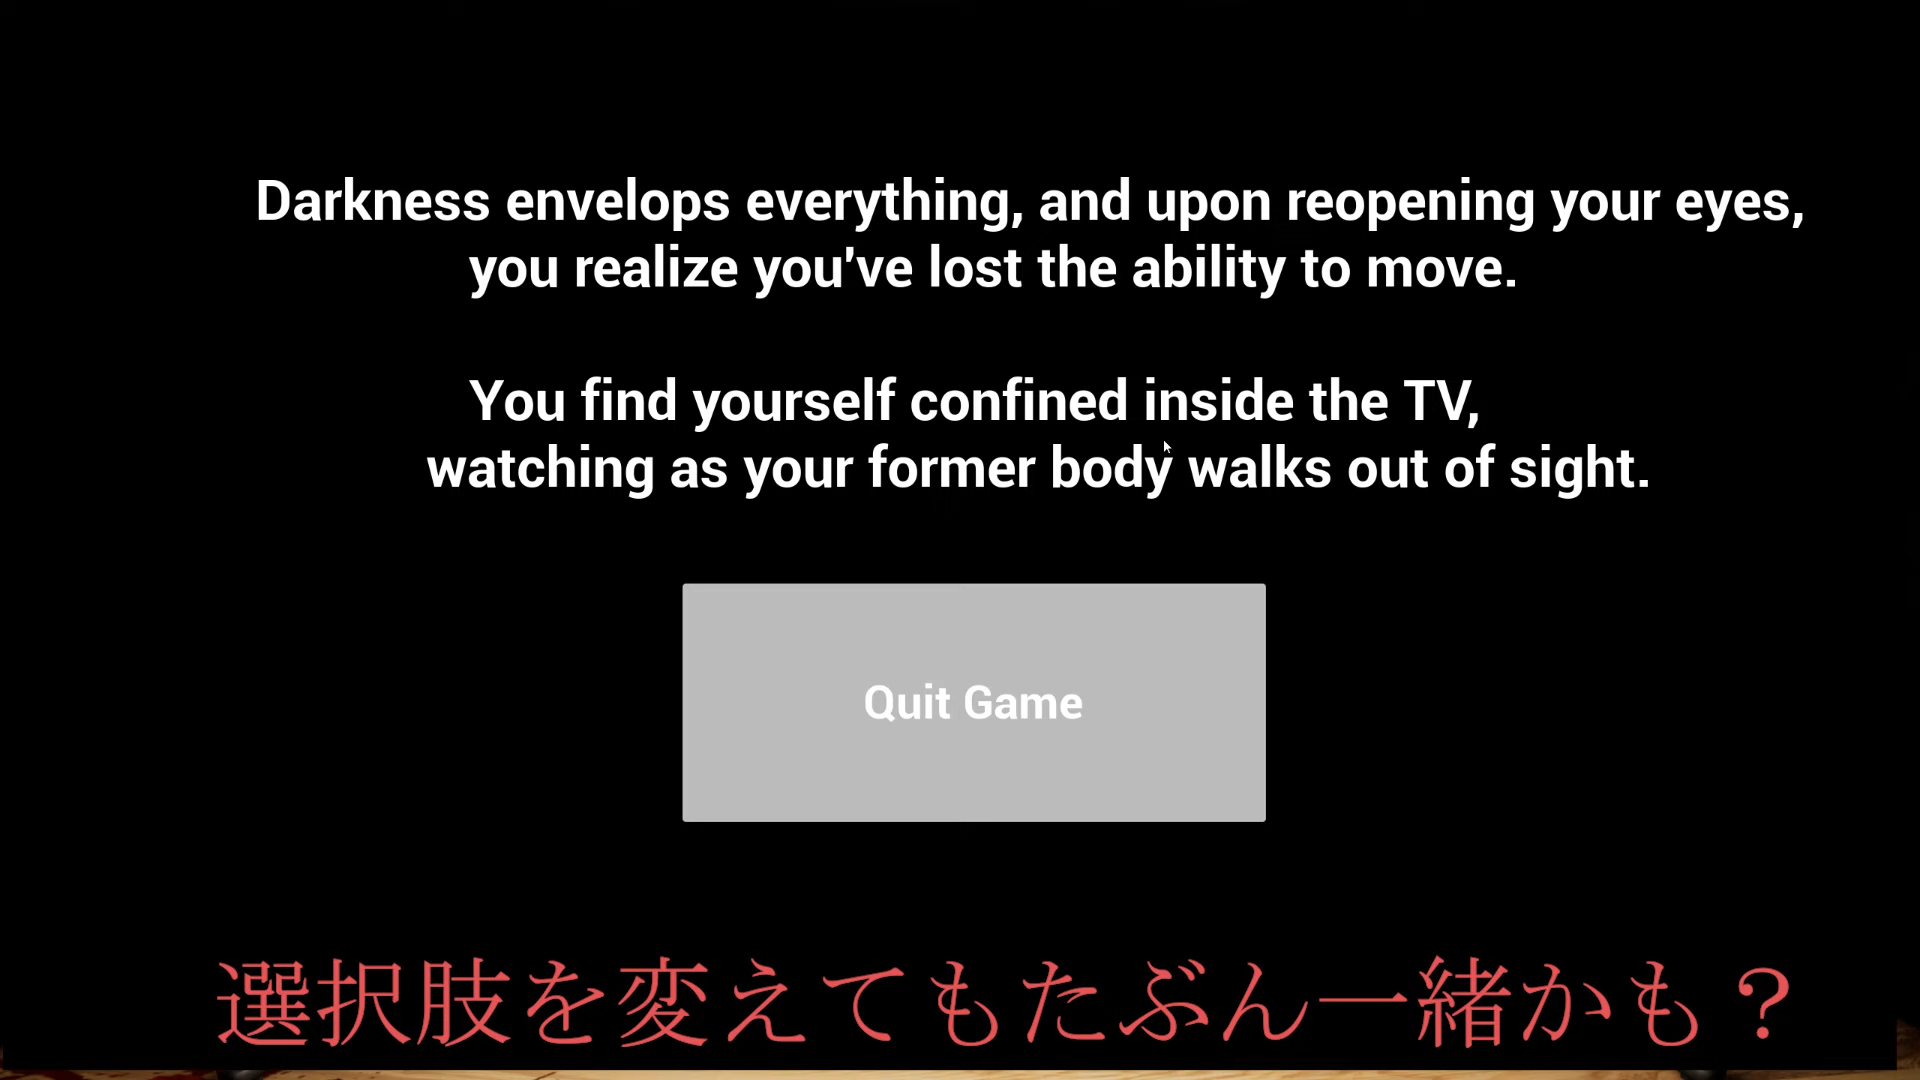 Darkness envelops everything, and upon reopening your eyes,
you realize you've lost the ability to move.
You find yourself confined inside the TV,
watching as your former body walks out of sight.
Quit Game
選択肢を変えてもたぶん一緒かも？